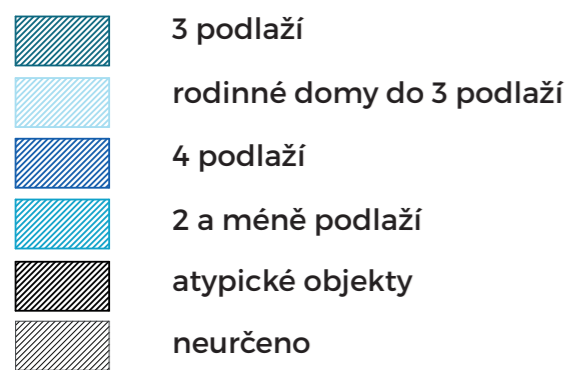 3 podlaží
rodinné domy do 3 podlaží
4 podlaží
2 a méně podlaží
atypické objekty
neurčeno